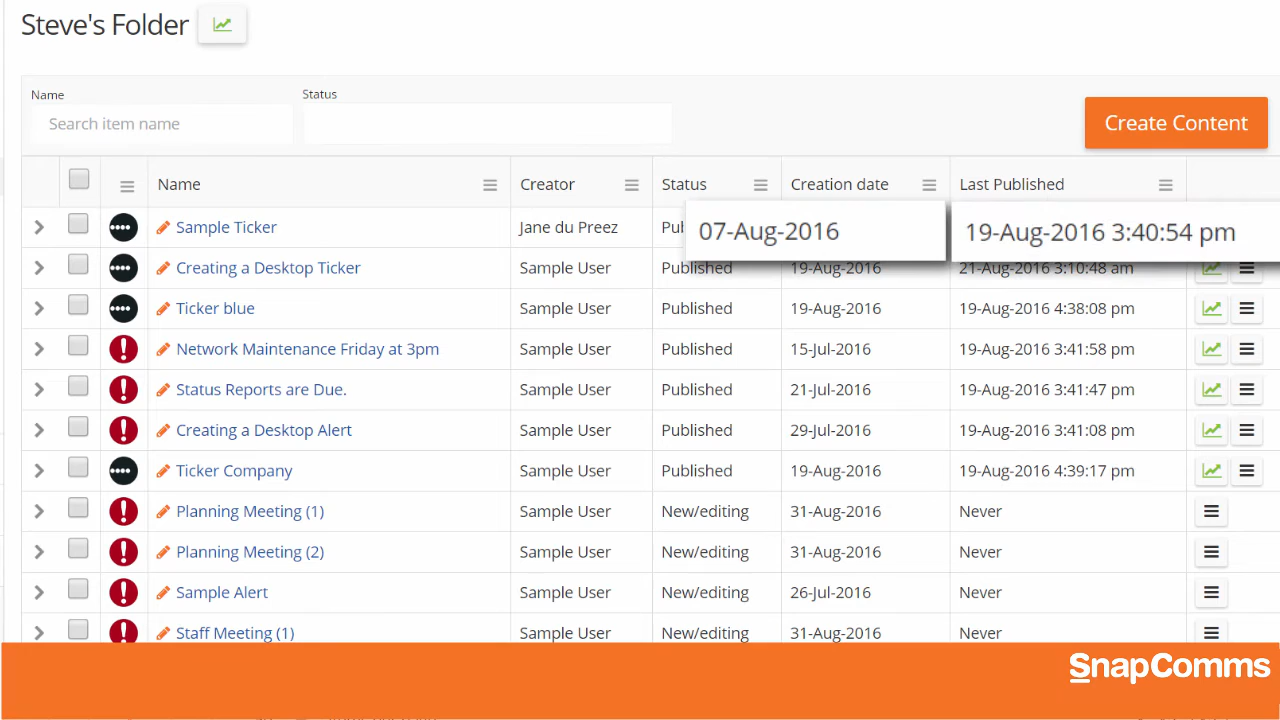 Steve's Folder
Name Status
Search item name
Create Content
Name Creator Status Creation date Last Published
Sample Ticker Jane du Preez 07-Aug-2016 19-Aug-2016 3:40:54 pm
Creating a Desktop Ticker Sample User Published 19-Aug-2016 21-Aug-2016 3:10:48 am
Ticker blue Sample User Published 19-Aug-2016 19-Aug-2016 4:38:08 pm
Network Maintenance Friday at 3pm Sample User Published 15-Jul-2016 19-Aug-2016 3:41:58 pm
Status Reports are Due. Sample User Published 21-Jul-2016 19-Aug-2016 3:41:47 pm
Creating a Desktop Alert Sample User Published 29-Jul-2016 19-Aug-2016 3:41:08 pm
Ticker Company Sample User Published 19-Aug-2016 19-Aug-2016 4:39:17 pm
Planning Meeting (1) Sample User New/editing 31-Aug-2016 Never
Planning Meeting (2) Sample User New/editing 31-Aug-2016 Never
Sample Alert Sample User New/editing 26-Jul-2016 Never
Staff Meeting (1) Sample User New/editing 31-Aug-2016 Never
SnapComms